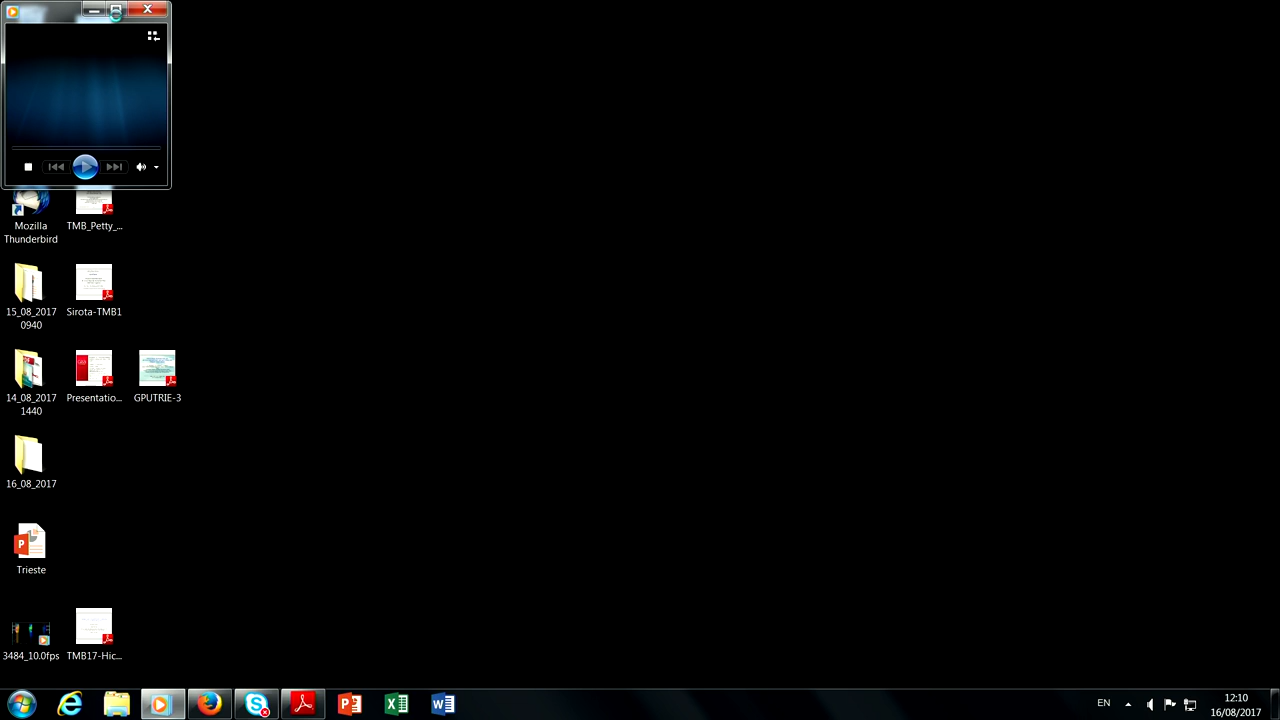 Mozilla
Thunderbird
TMB_Petty_...
15_08_2017
0940
Sirota-TMB1
14_08_2017
1440
Presentatio...
GPUTRIE-3
16_08_2017
Trieste
3484_10.0fps
TMB17-Hic...
EN
12:10
16/08/2017